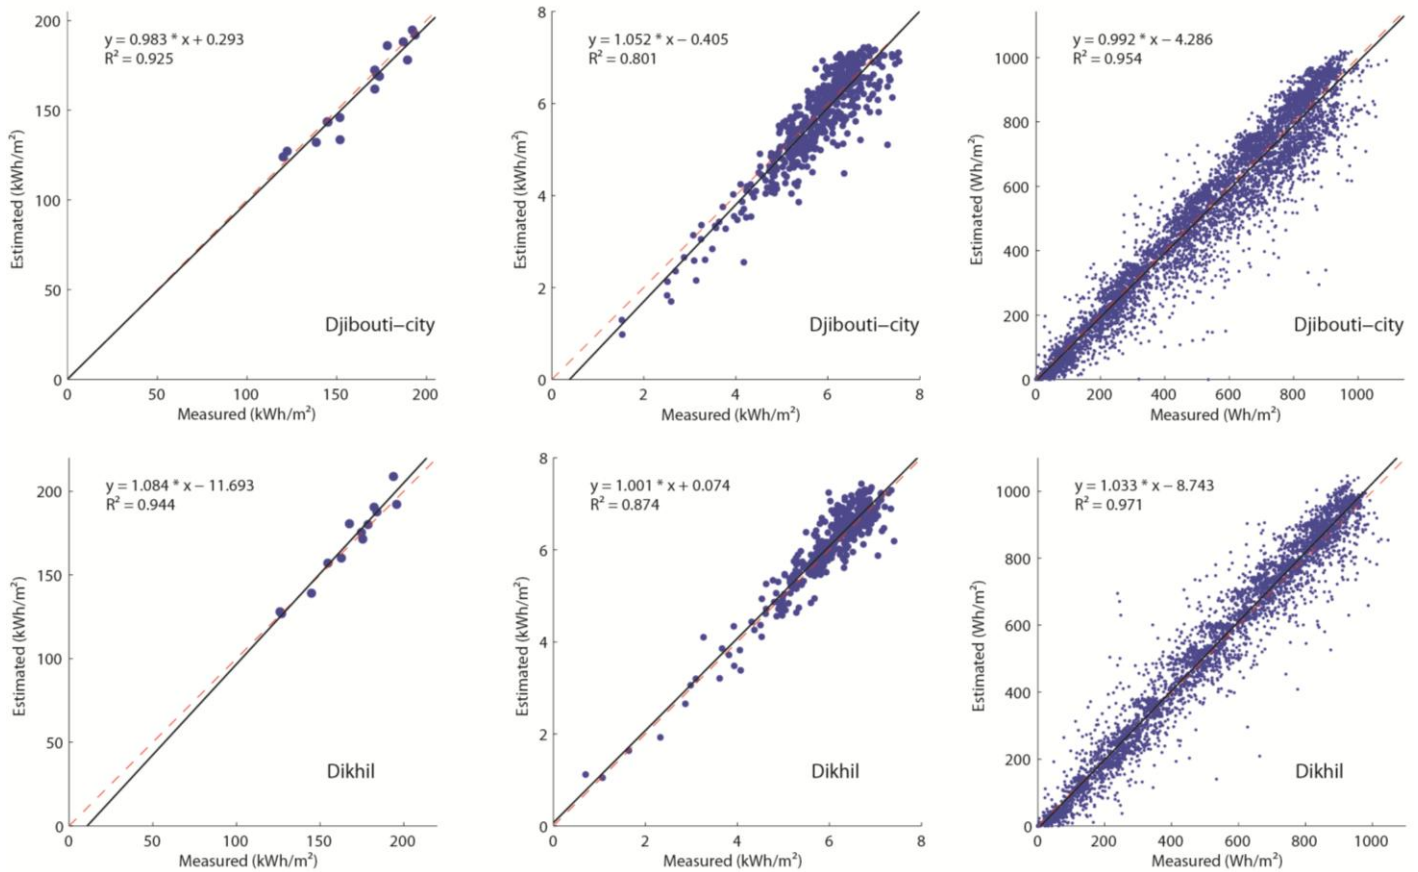 y = 0.983 * x + 0.293
R² = 0.925
200
150
100
50
0
0 50 100 150 200
Estimated (kWh/m²)
Measured (kWh/m²)
Djibouti−city
y = 1.052 * x − 0.405
R² = 0.801
8
6
4
2
0
0 2 4 6 8
Estimated (kWh/m²)
Measured (kWh/m²)
Djibouti−city
y = 0.992 * x − 4.286
R² = 0.954
1000
800
600
400
200
0
0 200 400 600 800 1000
Estimated (Wh/m²)
Measured (Wh/m²)
Djibouti−city
y = 1.084 * x − 11.693
R² = 0.944
200
150
100
50
0
0 50 100 150 200
Estimated (kWh/m²)
Measured (kWh/m²)
Dikhil
y = 1.001 * x + 0.074
R² = 0.874
8
6
4
2
0
0 2 4 6 8
Estimated (kWh/m²)
Measured (kWh/m²)
Dikhil
y = 1.033 * x − 8.743
R² = 0.971
1000
800
600
400
200
0
0 200 400 600 800 1000
Estimated (Wh/m²)
Measured (Wh/m²)
Dikhil